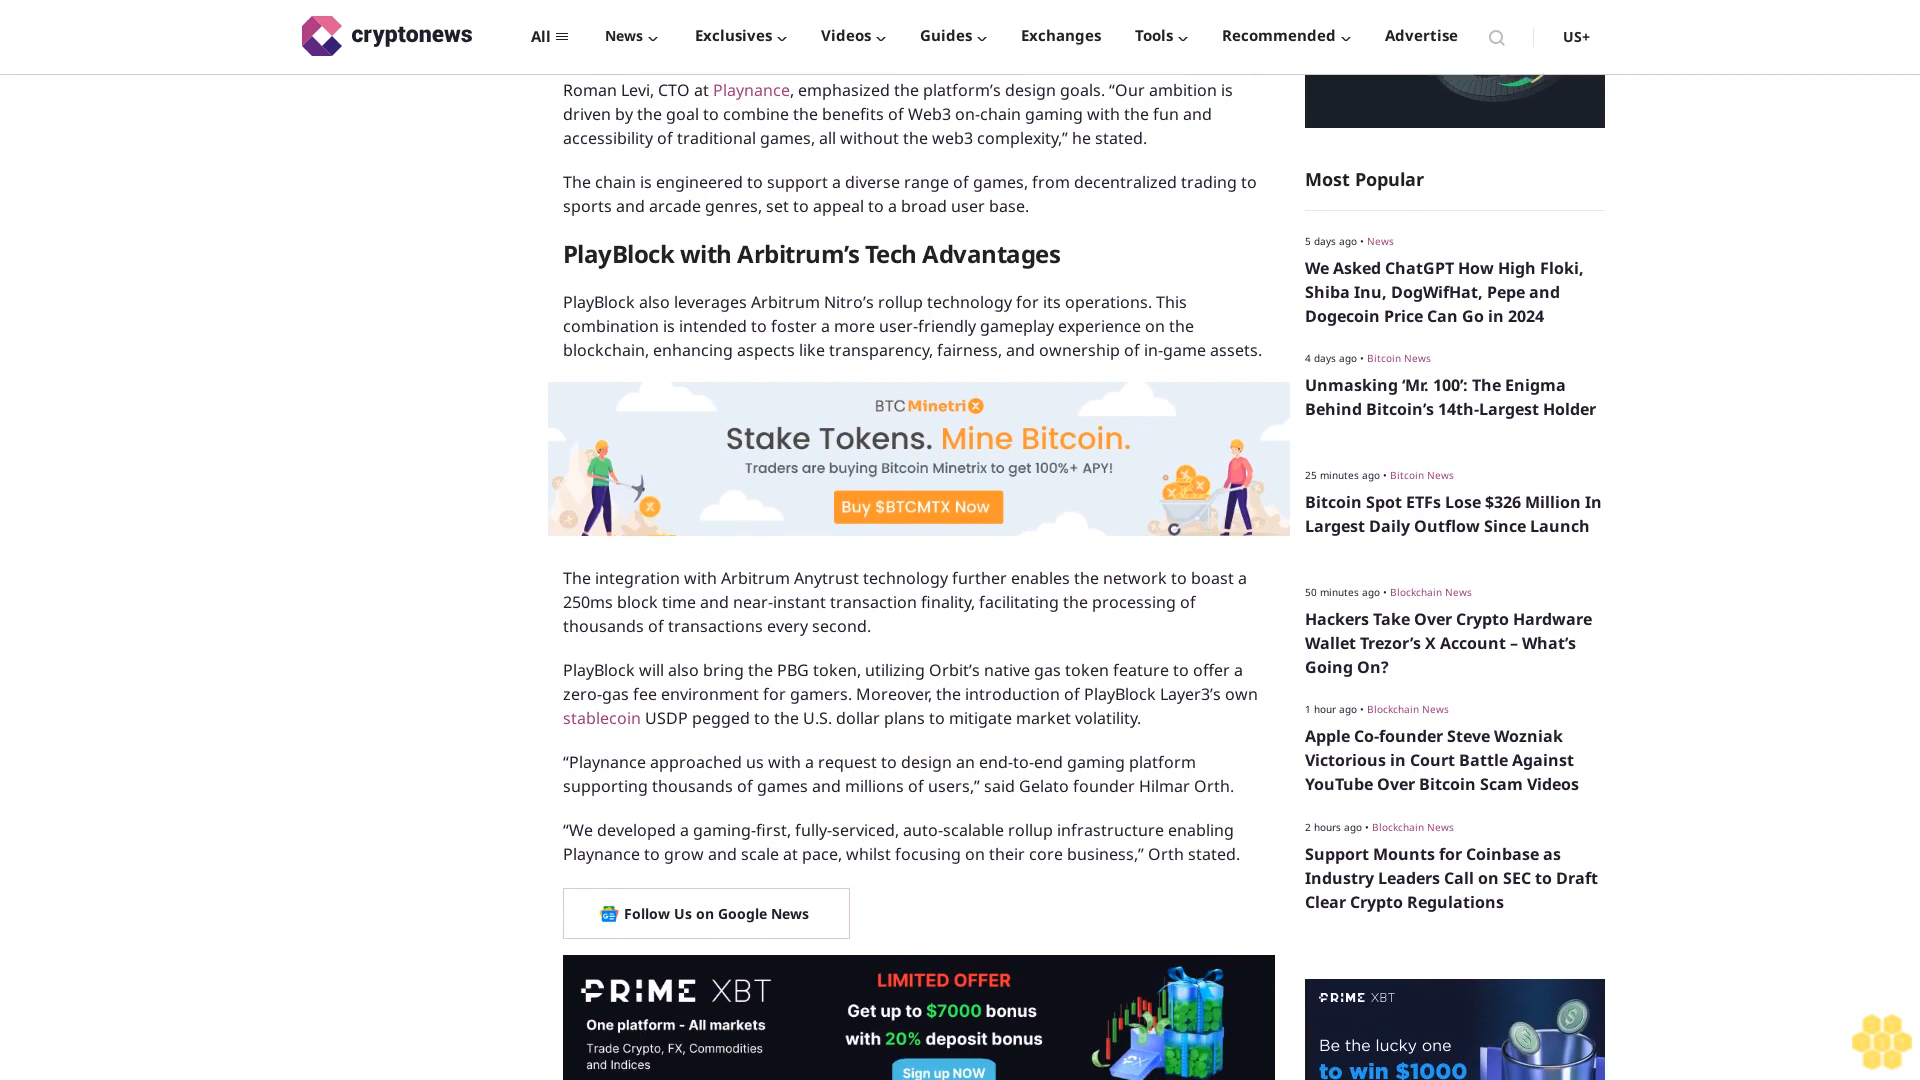 cryptonews
All
News
Exclusives
Videos
Guides
Exchanges
Tools
Recommended
Advertise
US+
Roman Levi, CTO at Playnance, emphasized the platform’s design goals. “Our ambition is
driven by the goal to combine the benefits of Web3 on-chain gaming with the fun and
accessibility of traditional games, all without the web3 complexity,” he stated.
The chain is engineered to support a diverse range of games, from decentralized trading to
sports and arcade genres, set to appeal to a broad user base.
PlayBlock with Arbitrum’s Tech Advantages
PlayBlock also leverages Arbitrum Nitro’s rollup technology for its operations. This
combination is intended to foster a more user-friendly gameplay experience on the
blockchain, enhancing aspects like transparency, fairness, and ownership of in-game assets.
BTC Minetrix
Stake Tokens. Mine Bitcoin.
Traders are buying Bitcoin Minetrix to get 100%+ APY!
Buy $BTCMTX Now
The integration with Arbitrum Anytrust technology further enables the network to boast a
250ms block time and near-instant transaction finality, facilitating the processing of
thousands of transactions every second.
PlayBlock will also bring the PBG token, utilizing Orbit’s native gas token feature to offer a
zero-gas fee environment for gamers. Moreover, the introduction of PlayBlock Layer3’s own
stablecoin USDP pegged to the U.S. dollar plans to mitigate market volatility.
“Playnance approached us with a request to design an end-to-end gaming platform
supporting thousands of games and millions of users,” said Gelato founder Hilmar Orth.
“We developed a gaming-first, fully-serviced, auto-scalable rollup infrastructure enabling
Playnance to grow and scale at pace, whilst focusing on their core business,” Orth stated.
Follow Us on Google News
PRIME XBT
One platform - All markets
Trade Crypto, FX, Commodities
and Indices
LIMITED OFFER
Get up to $7000 bonus
with 20% deposit bonus
Sign up NOW
Most Popular
5 days ago • News
We Asked ChatGPT How High Floki,
Shiba Inu, DogWifHat, Pepe and
Dogecoin Price Can Go in 2024
4 days ago • Bitcoin News
Unmasking ‘Mr. 100’: The Enigma
Behind Bitcoin’s 14th-Largest Holder
25 minutes ago • Bitcoin News
Bitcoin Spot ETFs Lose $326 Million In
Largest Daily Outflow Since Launch
50 minutes ago • Blockchain News
Hackers Take Over Crypto Hardware
Wallet Trezor’s X Account – What’s
Going On?
1 hour ago • Blockchain News
Apple Co-founder Steve Wozniak
Victorious in Court Battle Against
YouTube Over Bitcoin Scam Videos
2 hours ago • Blockchain News
Support Mounts for Coinbase as
Industry Leaders Call on SEC to Draft
Clear Crypto Regulations
PRIME XBT
Be the lucky one
to win $1000